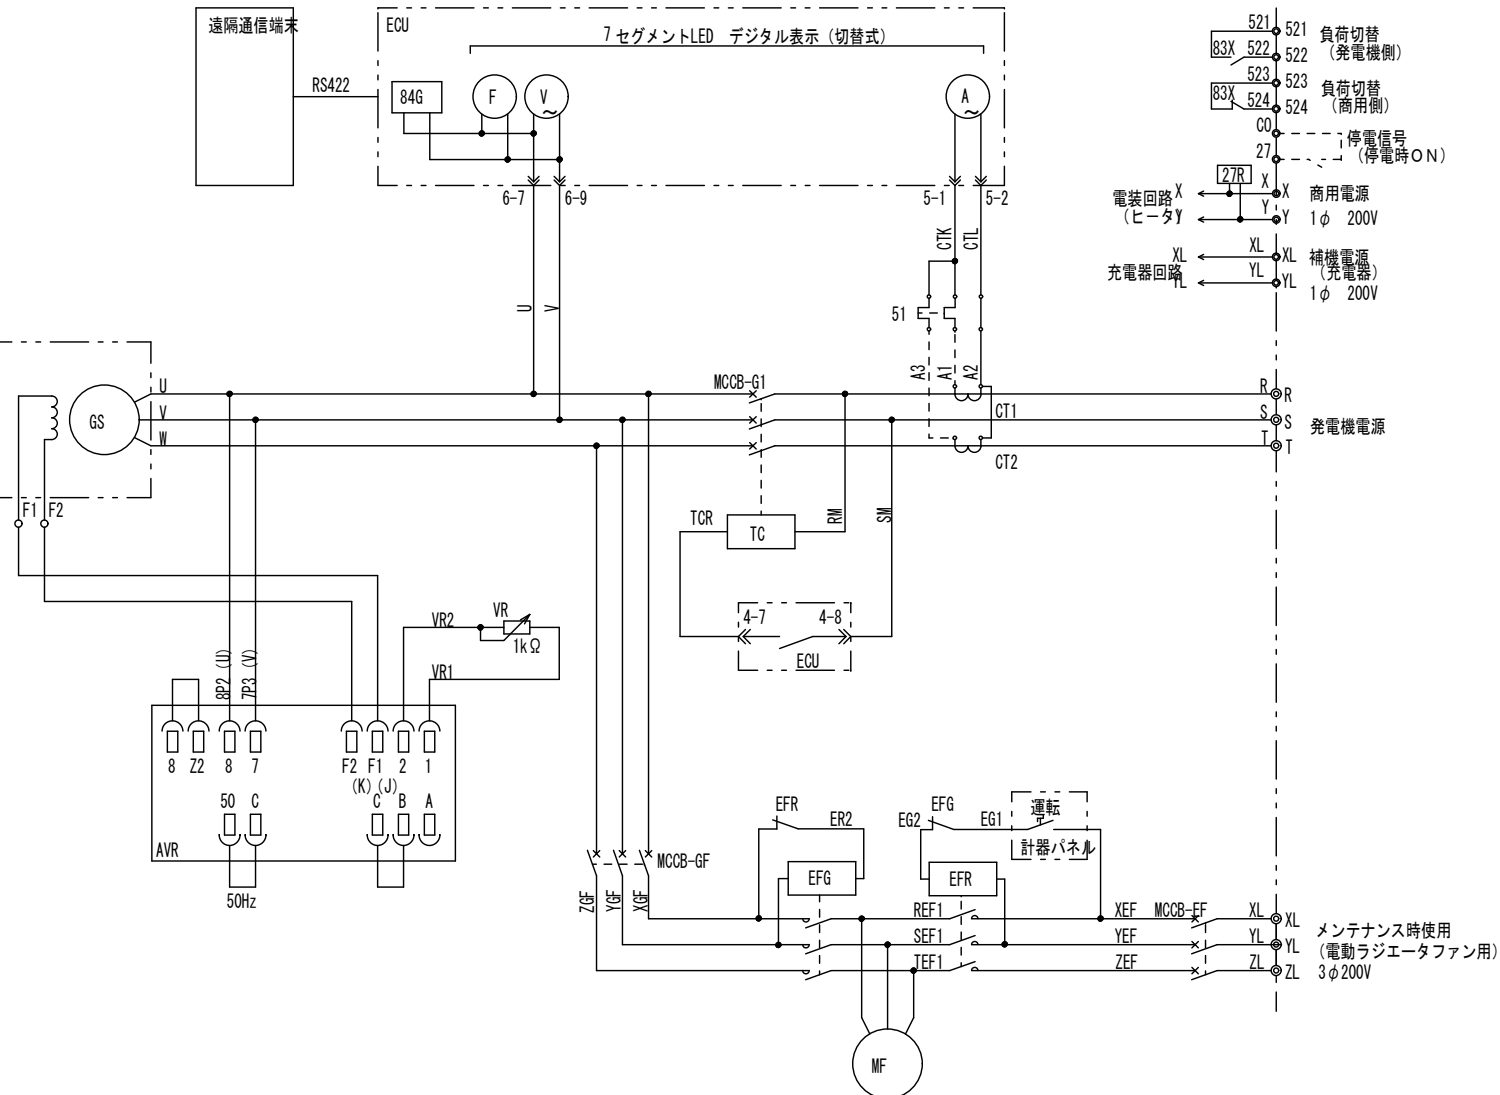 遠隔通信端末
RS422
ECU
7 セグメントLED デジタル表示 (切替式)
84G
F
V
A
6-7
6-9
5-1
5-2
521
521
負荷切替
(発電機側)
83X
522
522
523
523
負荷切替
(商用側)
83X
524
524
CO
停電信号
(停電時ON)
27
27R
X
X
商用電源
電装回路
X
(ヒータ)
Y
Y
Y
1φ 200V
XL
XL
XL
補機電源
(充電器)
充電器回路
YL
YL
YL
1φ 200V
CTK
CTL
51
U
V
A3
A1
A2
GS
U
V
W
MCCB-G1
CT1
CT2
R
R
S
S
T
T
発電機電源
F1
F2
TCR
TC
RM
SM
4-7
4-8
ECU
VR2
VR
1kΩ
VR1
8P2 (U)
7P3 (V)
8
Z2
8
7
F2
F1
2
1
(K)
(J)
50
C
C
B
A
AVR
50Hz
MCCB-GF
ZGF
YGF
XGF
EFR
ER2
EFG
EFG
EG2
EG1
運転
計器パネル
EFR
REF1
SEF1
TEF1
XEF
YEF
ZEF
MCCB-EF
XL
XL
YL
YL
ZL
ZL
メンテナンス時使用
(電動ラジエータファン用)
3φ200V
MF